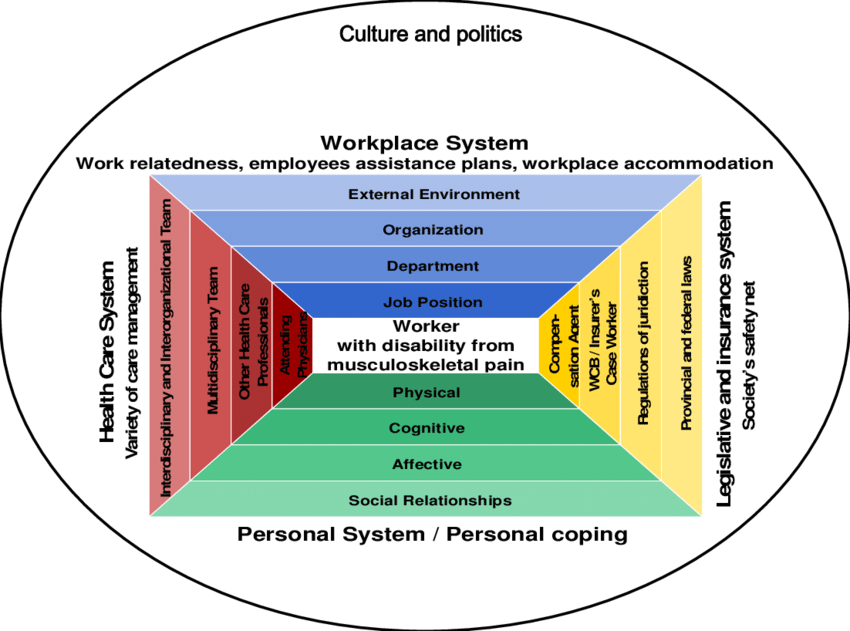 Culture and politics
Workplace System
Work relatedness, employees assistance plans, workplace accommodation
External Environment
Organization
Department
Job Position
Health Care System
Variety of care management
Interdisciplinary and Interorganizational Team
Multidisciplinary Team
Other Health Care
Professionals
Attending
Physicians
Worker
with disability from
musculoskeletal pain
Compen-
sation Agent
WCB / Insurer's
Case Worker
Regulations of juridiction
Provincial and federal laws
Legislative and insurance system
Society's safety net
Physical
Cognitive
Affective
Social Relationships
Personal System / Personal coping